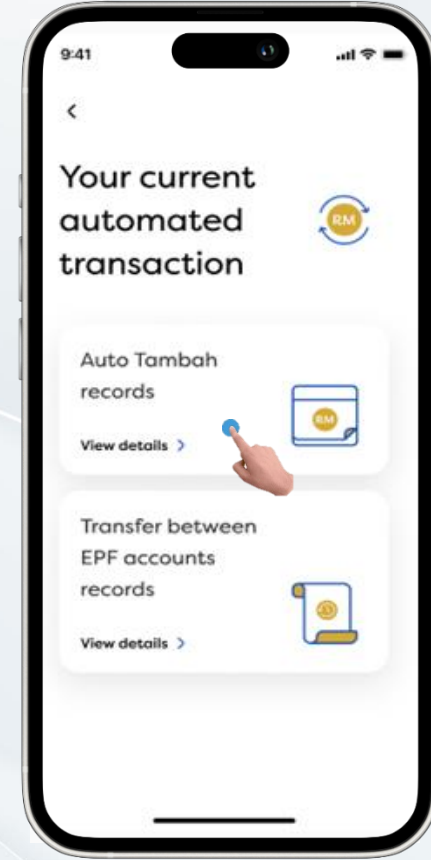 9:41
Your current
automated
transaction
RM
Auto Tambah
records
RM
View details >
Transfer between
EPF accounts
records
View details >